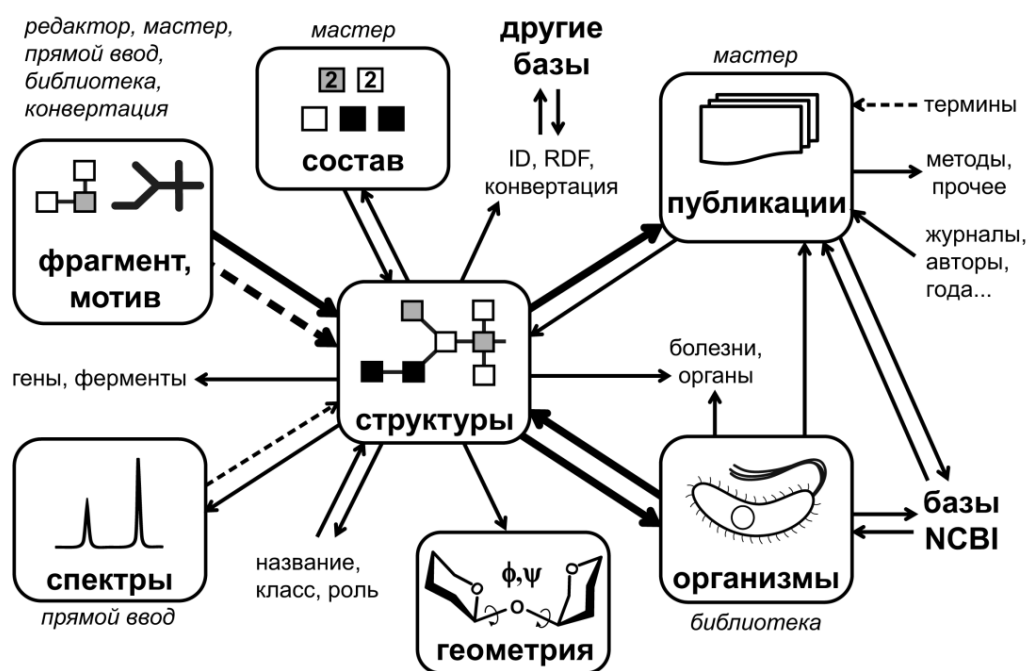 редактор, мастер,
прямой ввод,
библиотека,
конвертация
мастер
2 2
состав
другие
базы
ID, RDF,
конвертация
мастер
публикации
термины
методы,
прочее
журналы,
авторы,
года...
фрагмент,
мотив
гены, ферменты
структуры
болезни,
органы
спектры
прямой ввод
название,
класс, роль
ϕ,ψ
O O O
геометрия
организмы
библиотека
базы
NCBI